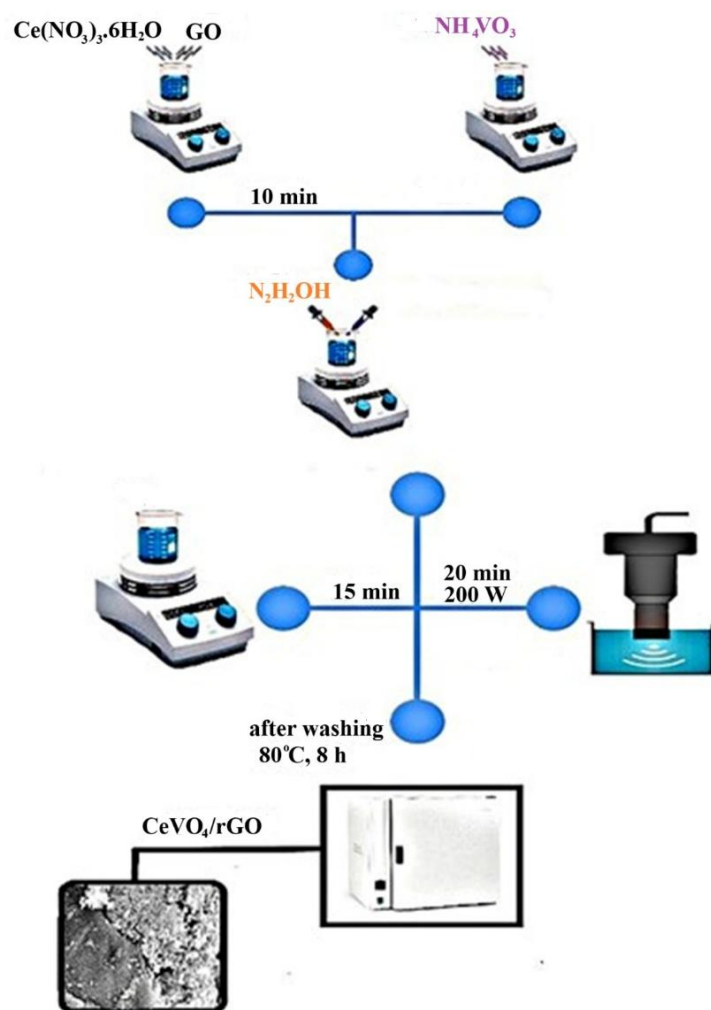 Ce(NO₃)₃.6H₂O GO
NH₄VO₃
10 min
N₂H₂OH
15 min
20 min
200 W
after washing
80°C, 8 h
CeVO₄/rGO